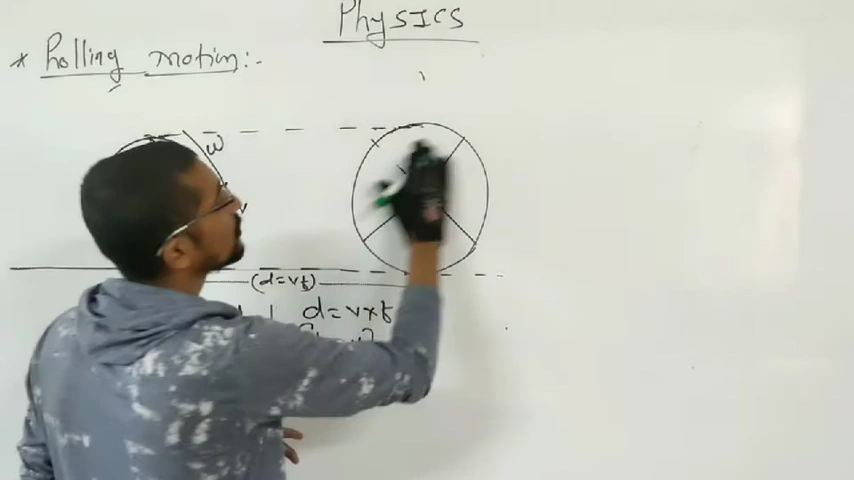 Physics
* Rolling motion:-
ω
(d=vt)
d=v×t